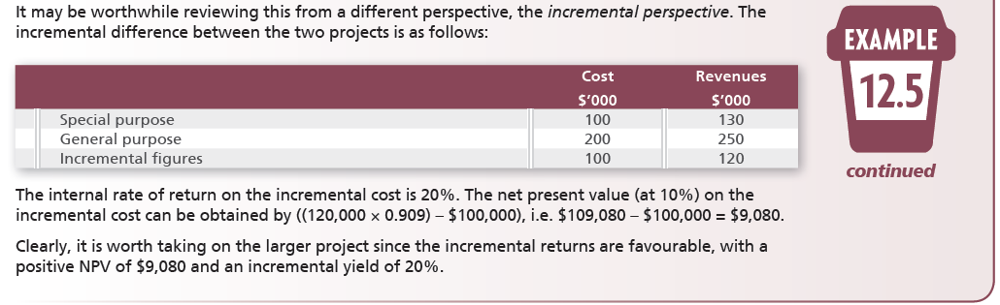 It may be worthwhile reviewing this from a different perspective, the incremental perspective. The
incremental difference between the two projects is as follows:
EXAMPLE
12.5
continued
Cost Revenues
$'000 $'000
Special purpose 100 130
General purpose 200 250
Incremental figures 100 120
The internal rate of return on the incremental cost is 20%. The net present value (at 10%) on the
incremental cost can be obtained by ((120,000 × 0.909) – $100,000), i.e. $109,080 – $100,000 = $9,080.
Clearly, it is worth taking on the larger project since the incremental returns are favourable, with a
positive NPV of $9,080 and an incremental yield of 20%.